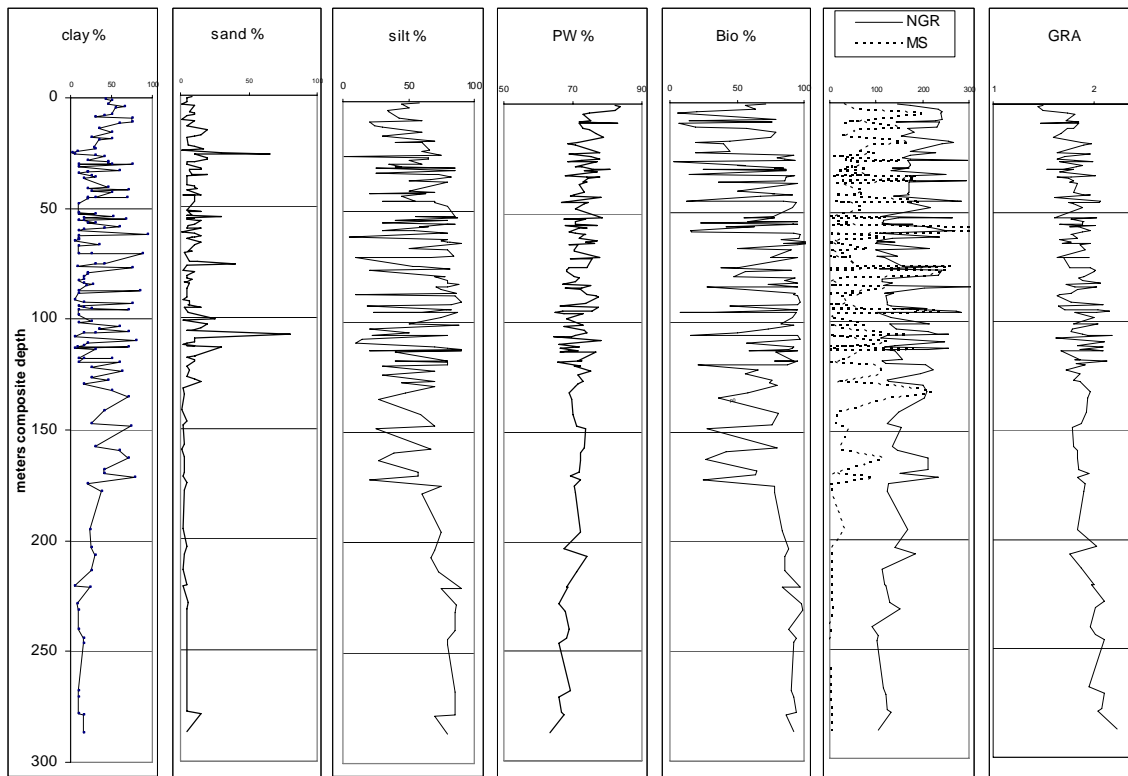 clay %
sand %
silt %
PW %
Bio %
NGR
MS
GRA
0 50 100
0 50 100
0 50 100
50 70 90
0 50 100
0 100 200 300
1 2
meters composite depth
0
50
100
150
200
250
300